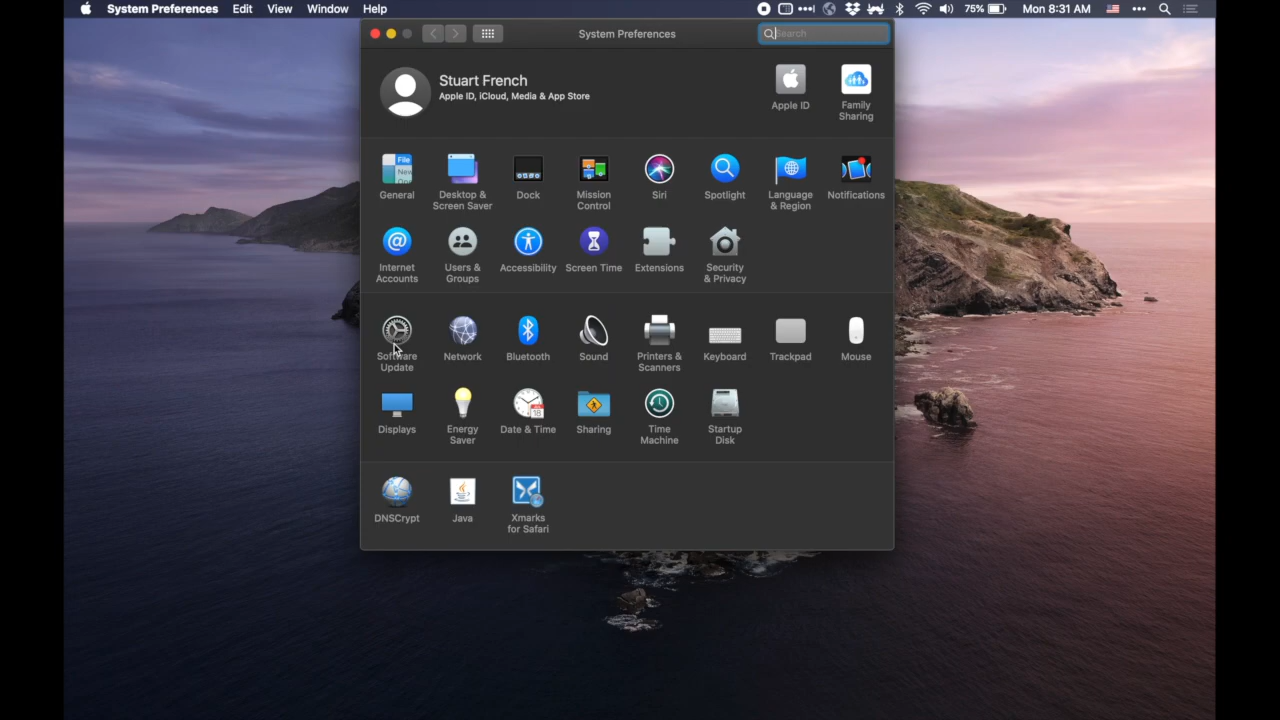 System Preferences Edit View Window Help 75% Mon 8:31 AM
System Preferences
Search
Stuart French
Apple ID, iCloud, Media & App Store
Apple ID
Family
Sharing
General
Desktop &
Screen Saver
Dock
Mission
Control
Siri
Spotlight
Language
& Region
Notifications
Internet
Accounts
Users &
Groups
Accessibility
Screen Time
Extensions
Security
& Privacy
Software
Update
Network
Bluetooth
Sound
Printers &
Scanners
Keyboard
Trackpad
Mouse
Displays
Energy
Saver
Date & Time
Sharing
Time
Machine
Startup
Disk
DNSCrypt
Java
Xmarks
for Safari